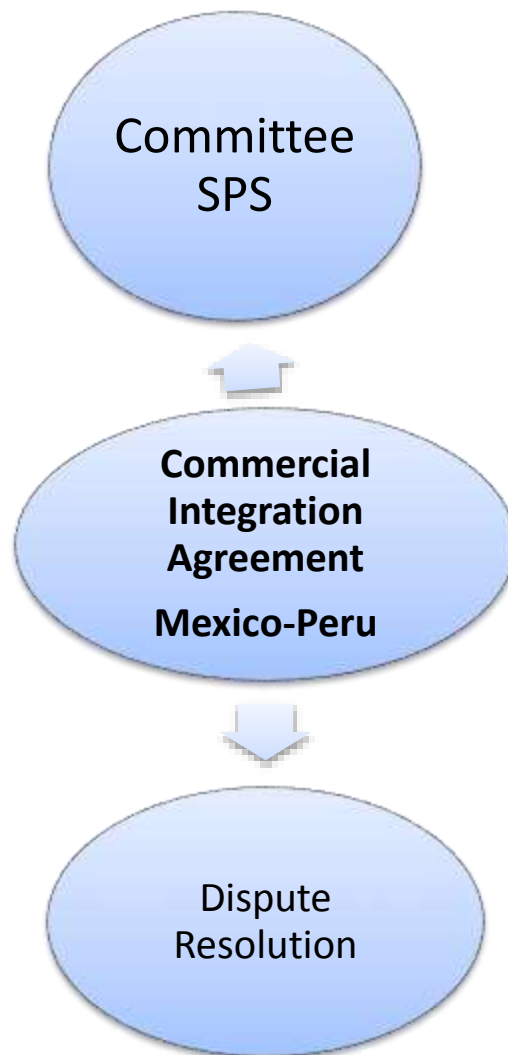 Committee
SPS
Commercial
Integration
Agreement
Mexico-Peru
Dispute
Resolution